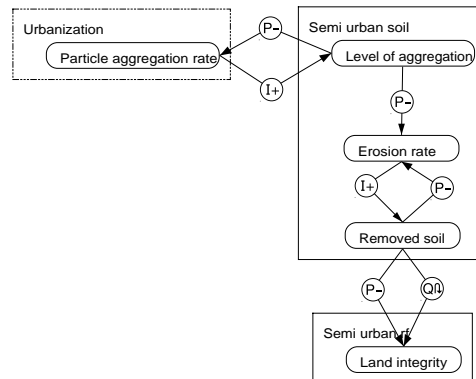 Urbanization
Semi urban soil
P-
Particle aggregation rate
Level of aggregation
I+
P-
Erosion rate
I+
P-
Removed soil
P-
Semi urban
Land integrity